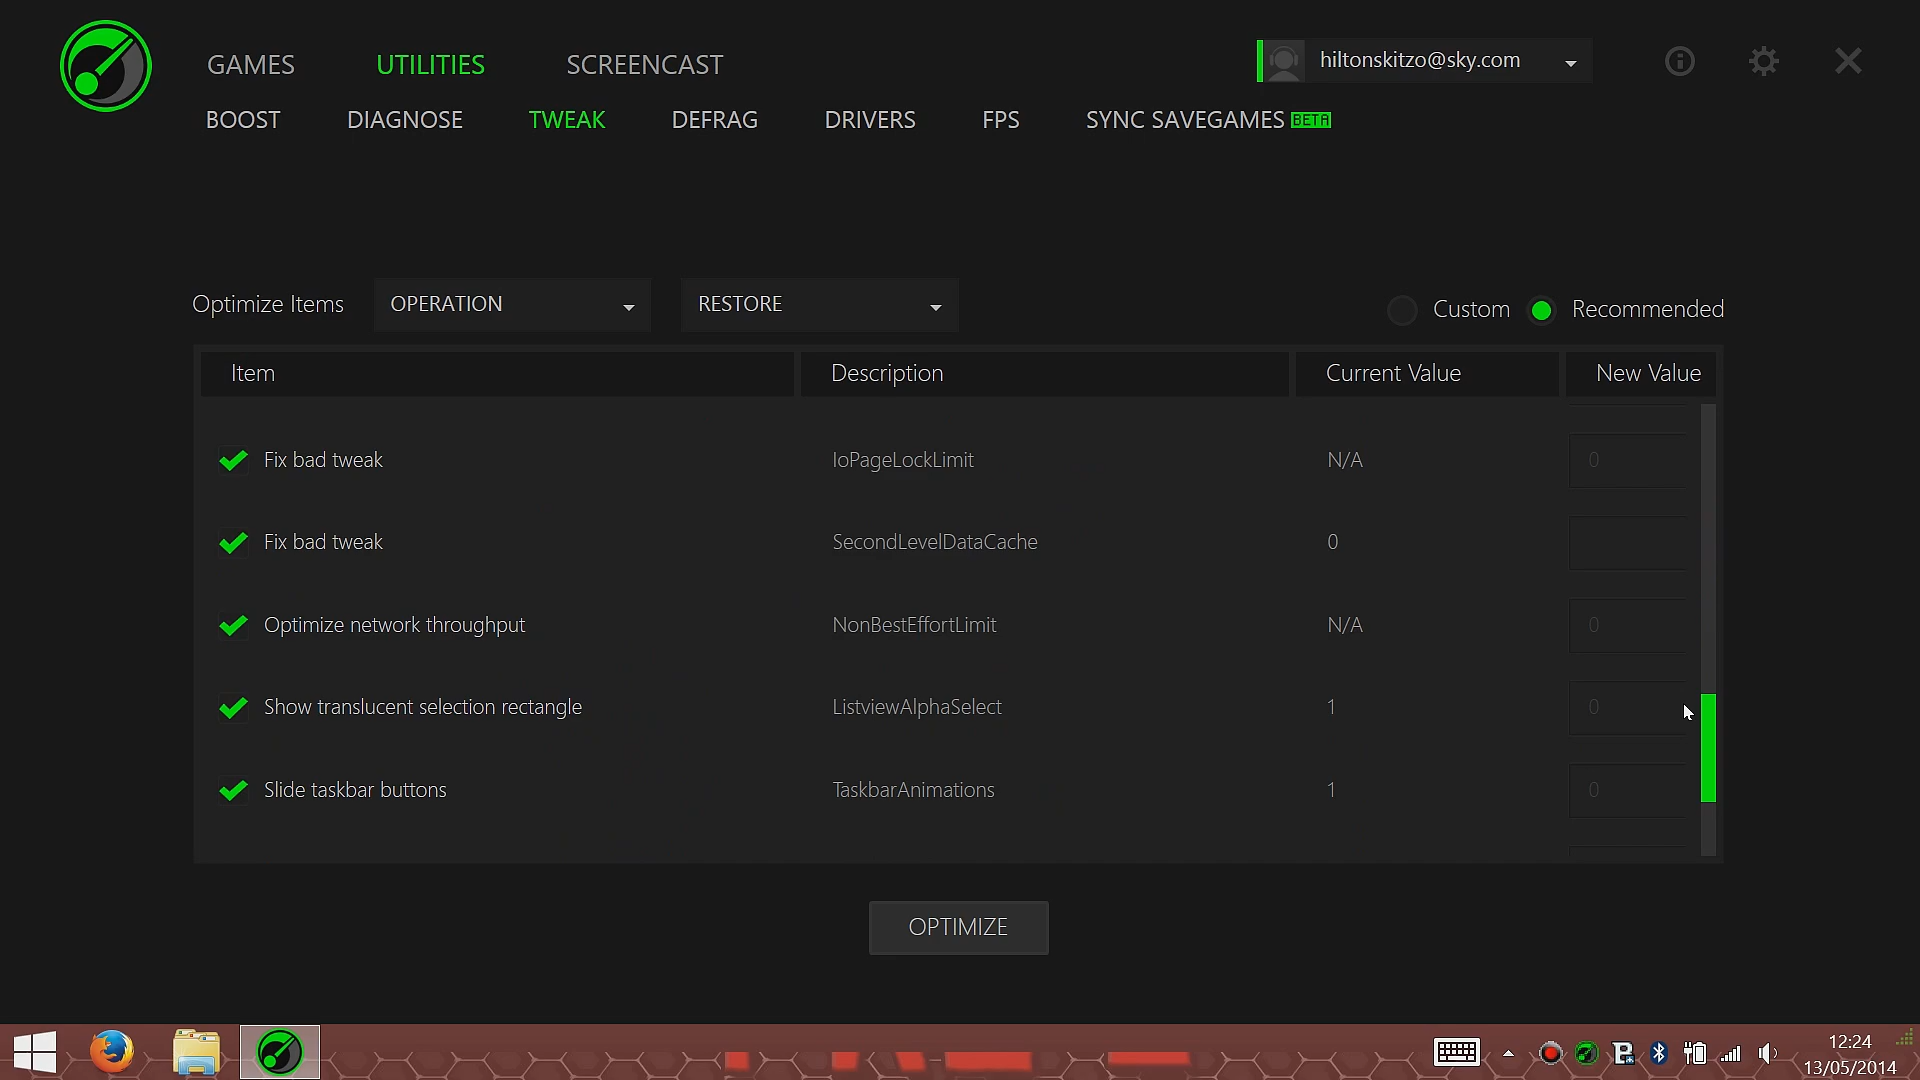 GAMES UTILITIES SCREENCAST hiltonskitzo@sky.com
BOOST DIAGNOSE TWEAK DEFRAG DRIVERS FPS SYNC SAVEGAMES BETA
Optimize Items OPERATION RESTORE Custom Recommended
Item Description Current Value New Value
Fix bad tweak IoPageLockLimit N/A 0
Fix bad tweak SecondLevelDataCache 0
Optimize network throughput NonBestEffortLimit N/A 0
Show translucent selection rectangle ListviewAlphaSelect 1 0
Slide taskbar buttons TaskbarAnimations 1 0
OPTIMIZE
12:24
13/05/2014